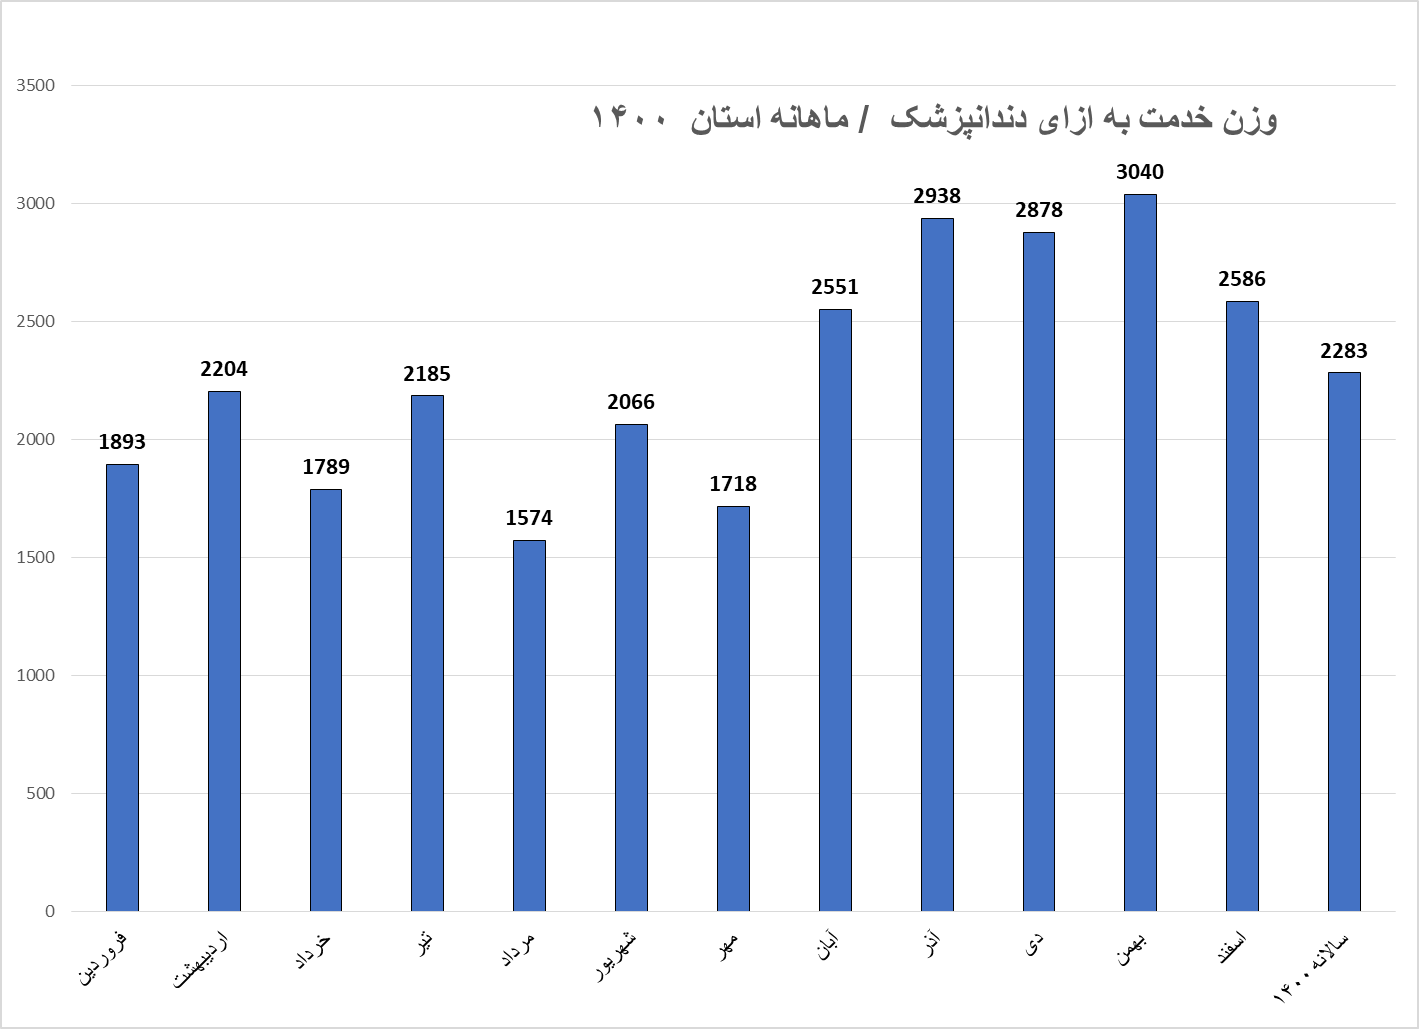 وزن خدمت به ازای دندانپزشک / ماهانه استان ۱۴۰۰
3500
3000
2500
2000
1500
1000
500
0
1893
2204
1789
2185
1574
2066
1718
2551
2938
2878
3040
2586
2283
فروردین
اردیبهشت
خرداد
تیر
مرداد
شهریور
مهر
آبان
آذر
دی
بهمن
اسفند
سالانه ۱۴۰۰